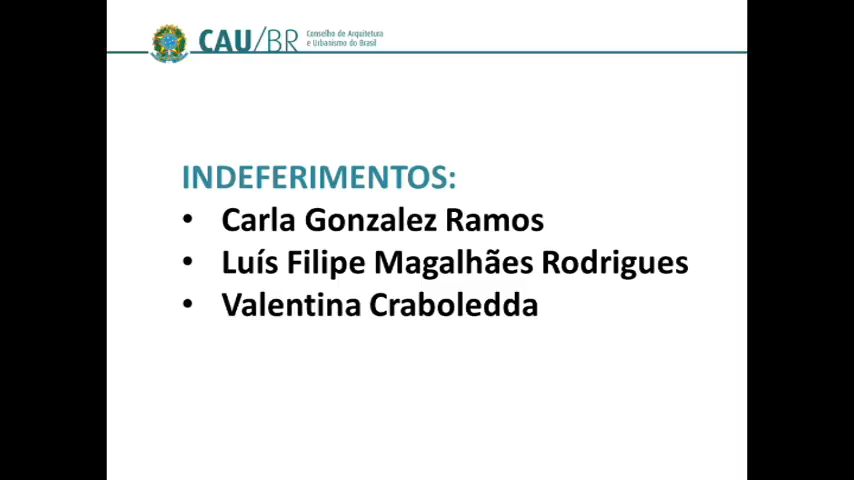 CAU/BR Conselho de Arquitetura
e Urbanismo do Brasil
INDEFERIMENTOS:
• Carla Gonzalez Ramos
• Luís Filipe Magalhães Rodrigues
• Valentina Craboledda